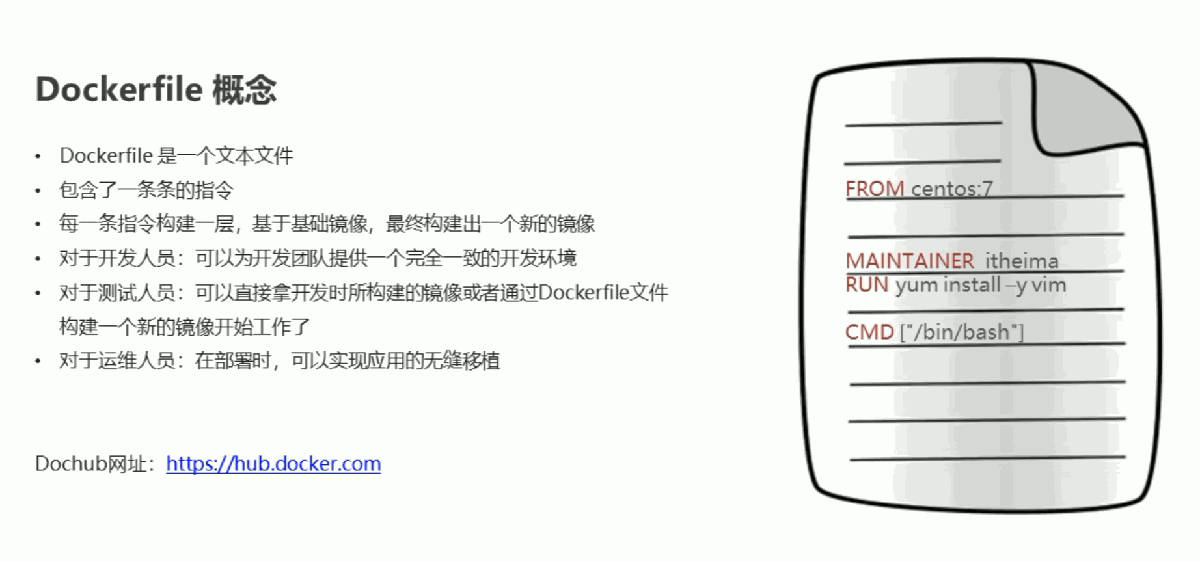 Dockerfile 概念
• Dockerfile 是一个文本文件
• 包含了一条条的指令
• 每一条指令构建一层，基于基础镜像，最终构建出一个新的镜像
• 对于开发人员：可以为开发团队提供一个完全一致的开发环境
• 对于测试人员：可以直接拿开发时所构建的镜像或者通过Dockerfile文件
构建一个新的镜像开始工作了
• 对于运维人员：在部署时，可以实现应用的无缝移植
Dochub网址：https://hub.docker.com
FROM centos:7
MAINTAINER itheima
RUN yum install –y vim
CMD ["/bin/bash"]